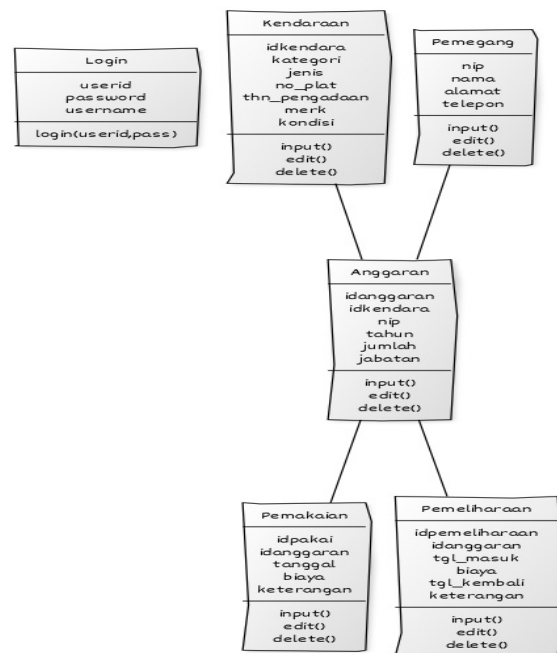 Login
userid
password
username
login(userid,pass)
Kendaraan
idkendara
kategori
jenis
no_plat
thn_pengadaan
merk
kondisi
input()
edit()
delete()
Pemegang
nip
nama
alamat
telepon
input()
edit()
delete()
Anggaran
idanggaran
idkendara
nip
tahun
jumlah
jabatan
input()
edit()
delete()
Pemakaian
idpakai
idanggaran
tanggal
biaya
keterangan
input()
edit()
delete()
Pemeliharaan
idpemeliharaan
idanggaran
tgl_masuk
biaya
tgl_kembali
keterangan
input()
edit()
delete()